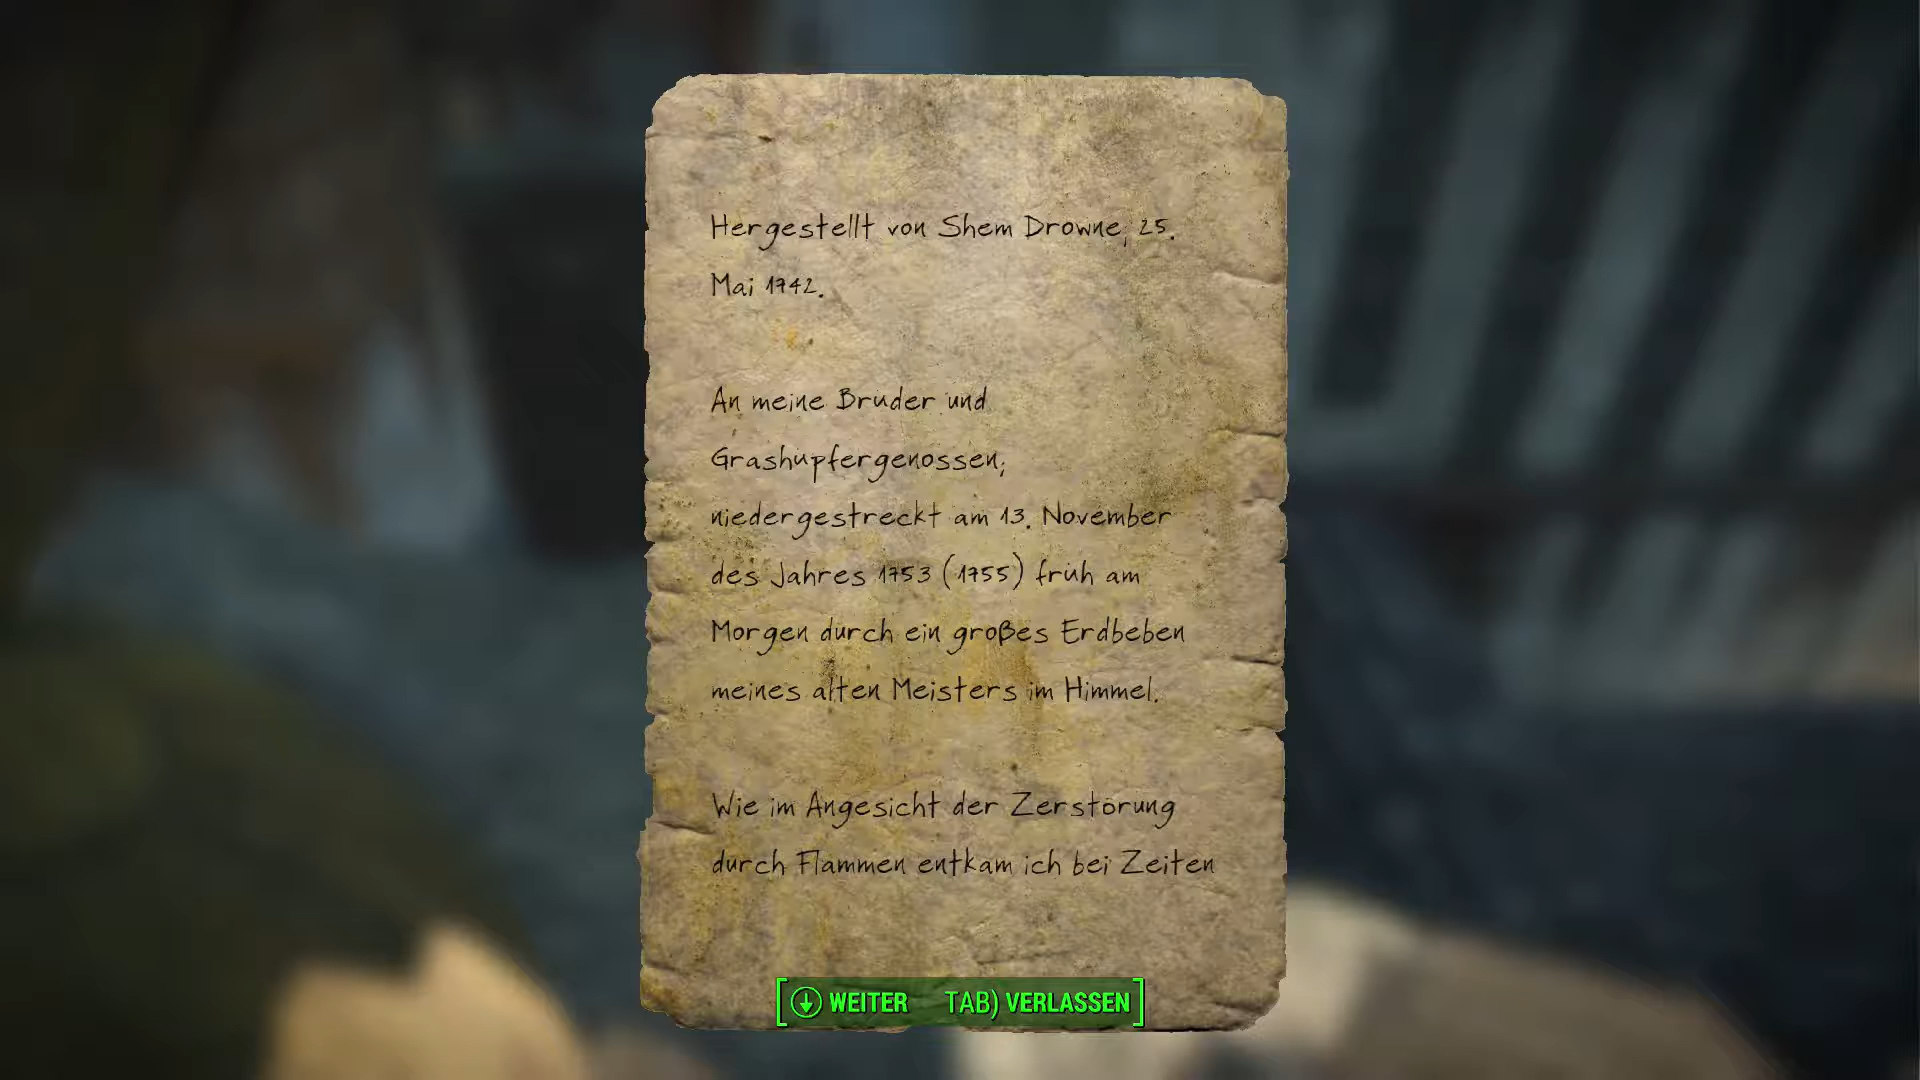 Hergestellt von Shem Drowne, 25.
Mai 1742.
An meine Brüder und
Grashüpfergenossen,
niedergestreckt am 13. November
des Jahres 1753 (1755) früh am
Morgen durch ein großes Erdbeben
meines alten Meisters im Himmel.
Wie im Angesicht der Zerstörung
durch Flammen entkam ich bei Zeiten
WEITER TAB) VERLASSEN